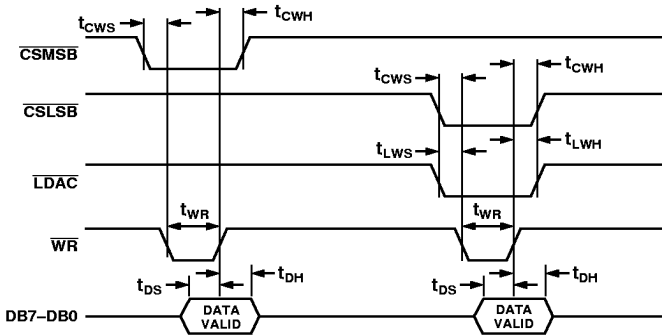 tCWS
tCWH
CSMSB
tCWS
tCWH
CSLSB
tLWS
tLWH
LDAC
tWR
tWR
WR
tDS
tDH
tDS
tDH
DB7–DB0
DATA
VALID
DATA
VALID